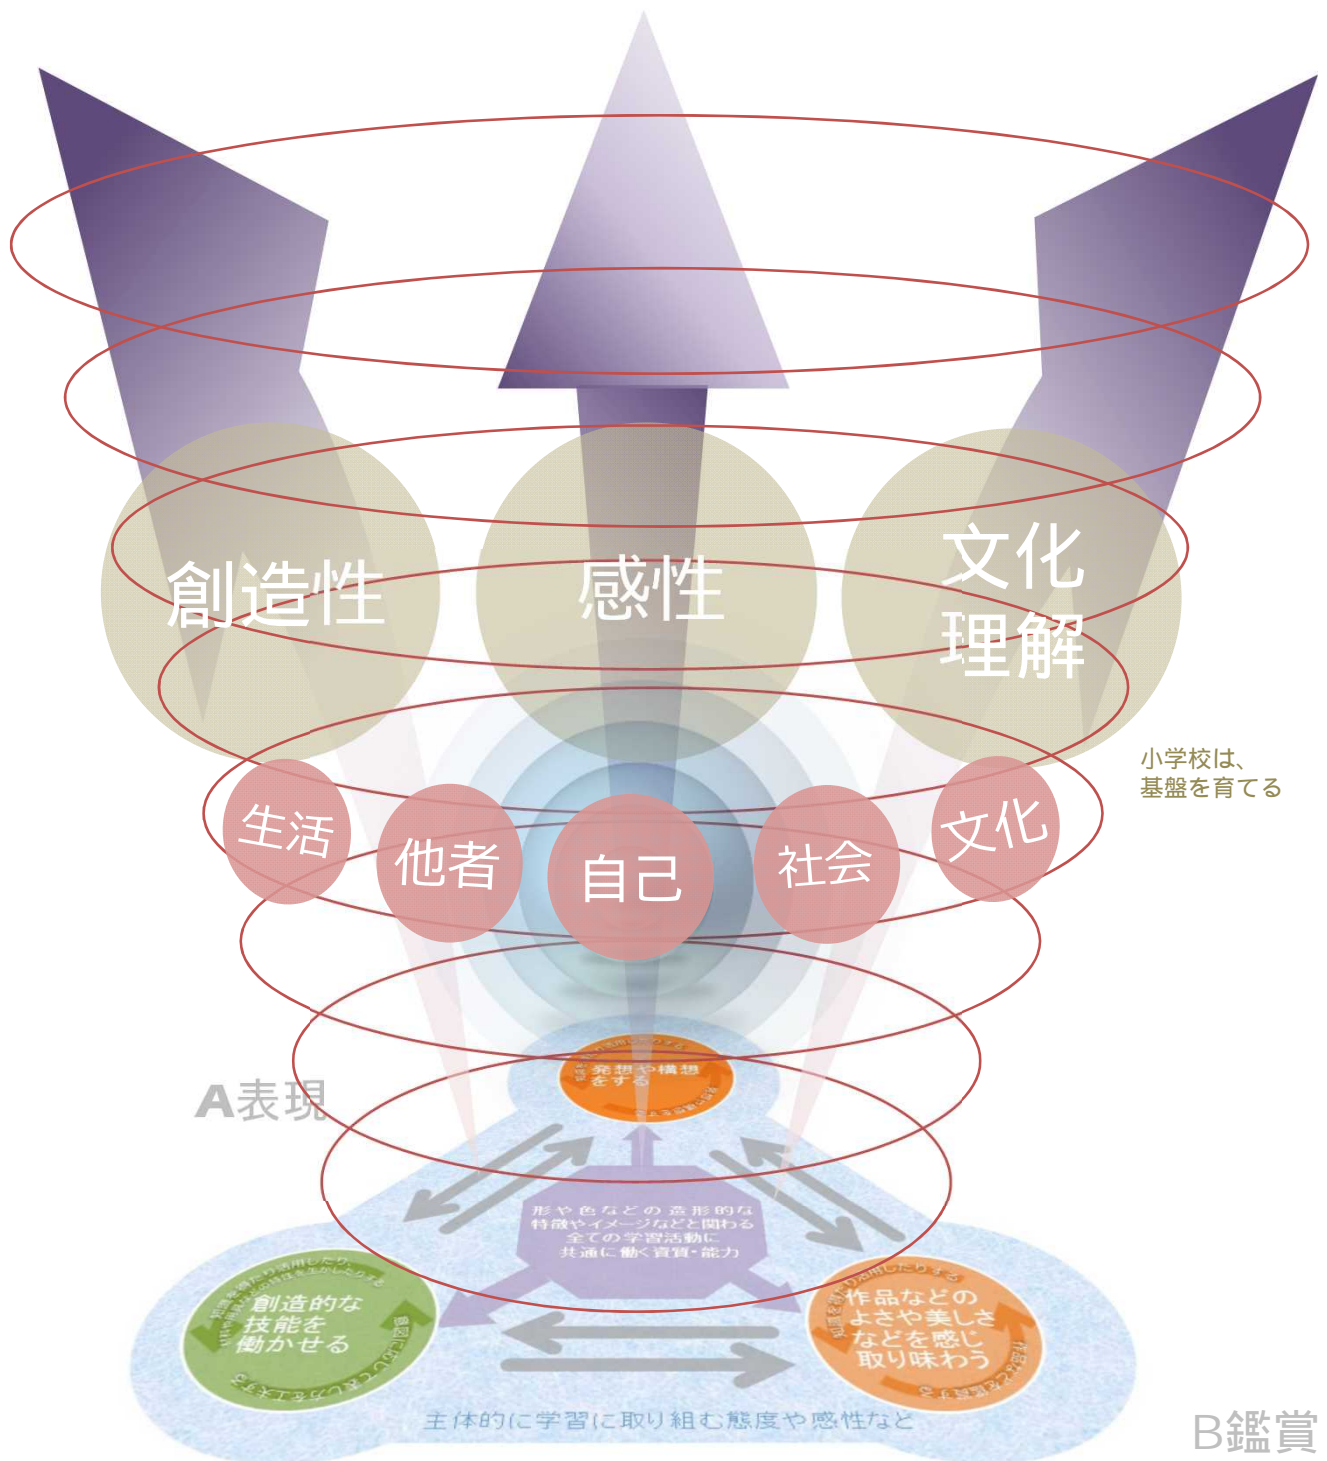 創造性
感性
文化
理解
小学校は、
基盤を育てる
生活
他者
自己
社会
文化
A表現
発想や構想
をする
形や色などの造形的な
特徴やイメージなどと関わる
全ての学習活動に
共通に働く資質・能力
創造的な
技能を
働かせる
作品などの
よさや美しさ
などを感じ
取り味わう
主体的に学習に取り組む態度や感性など
B鑑賞